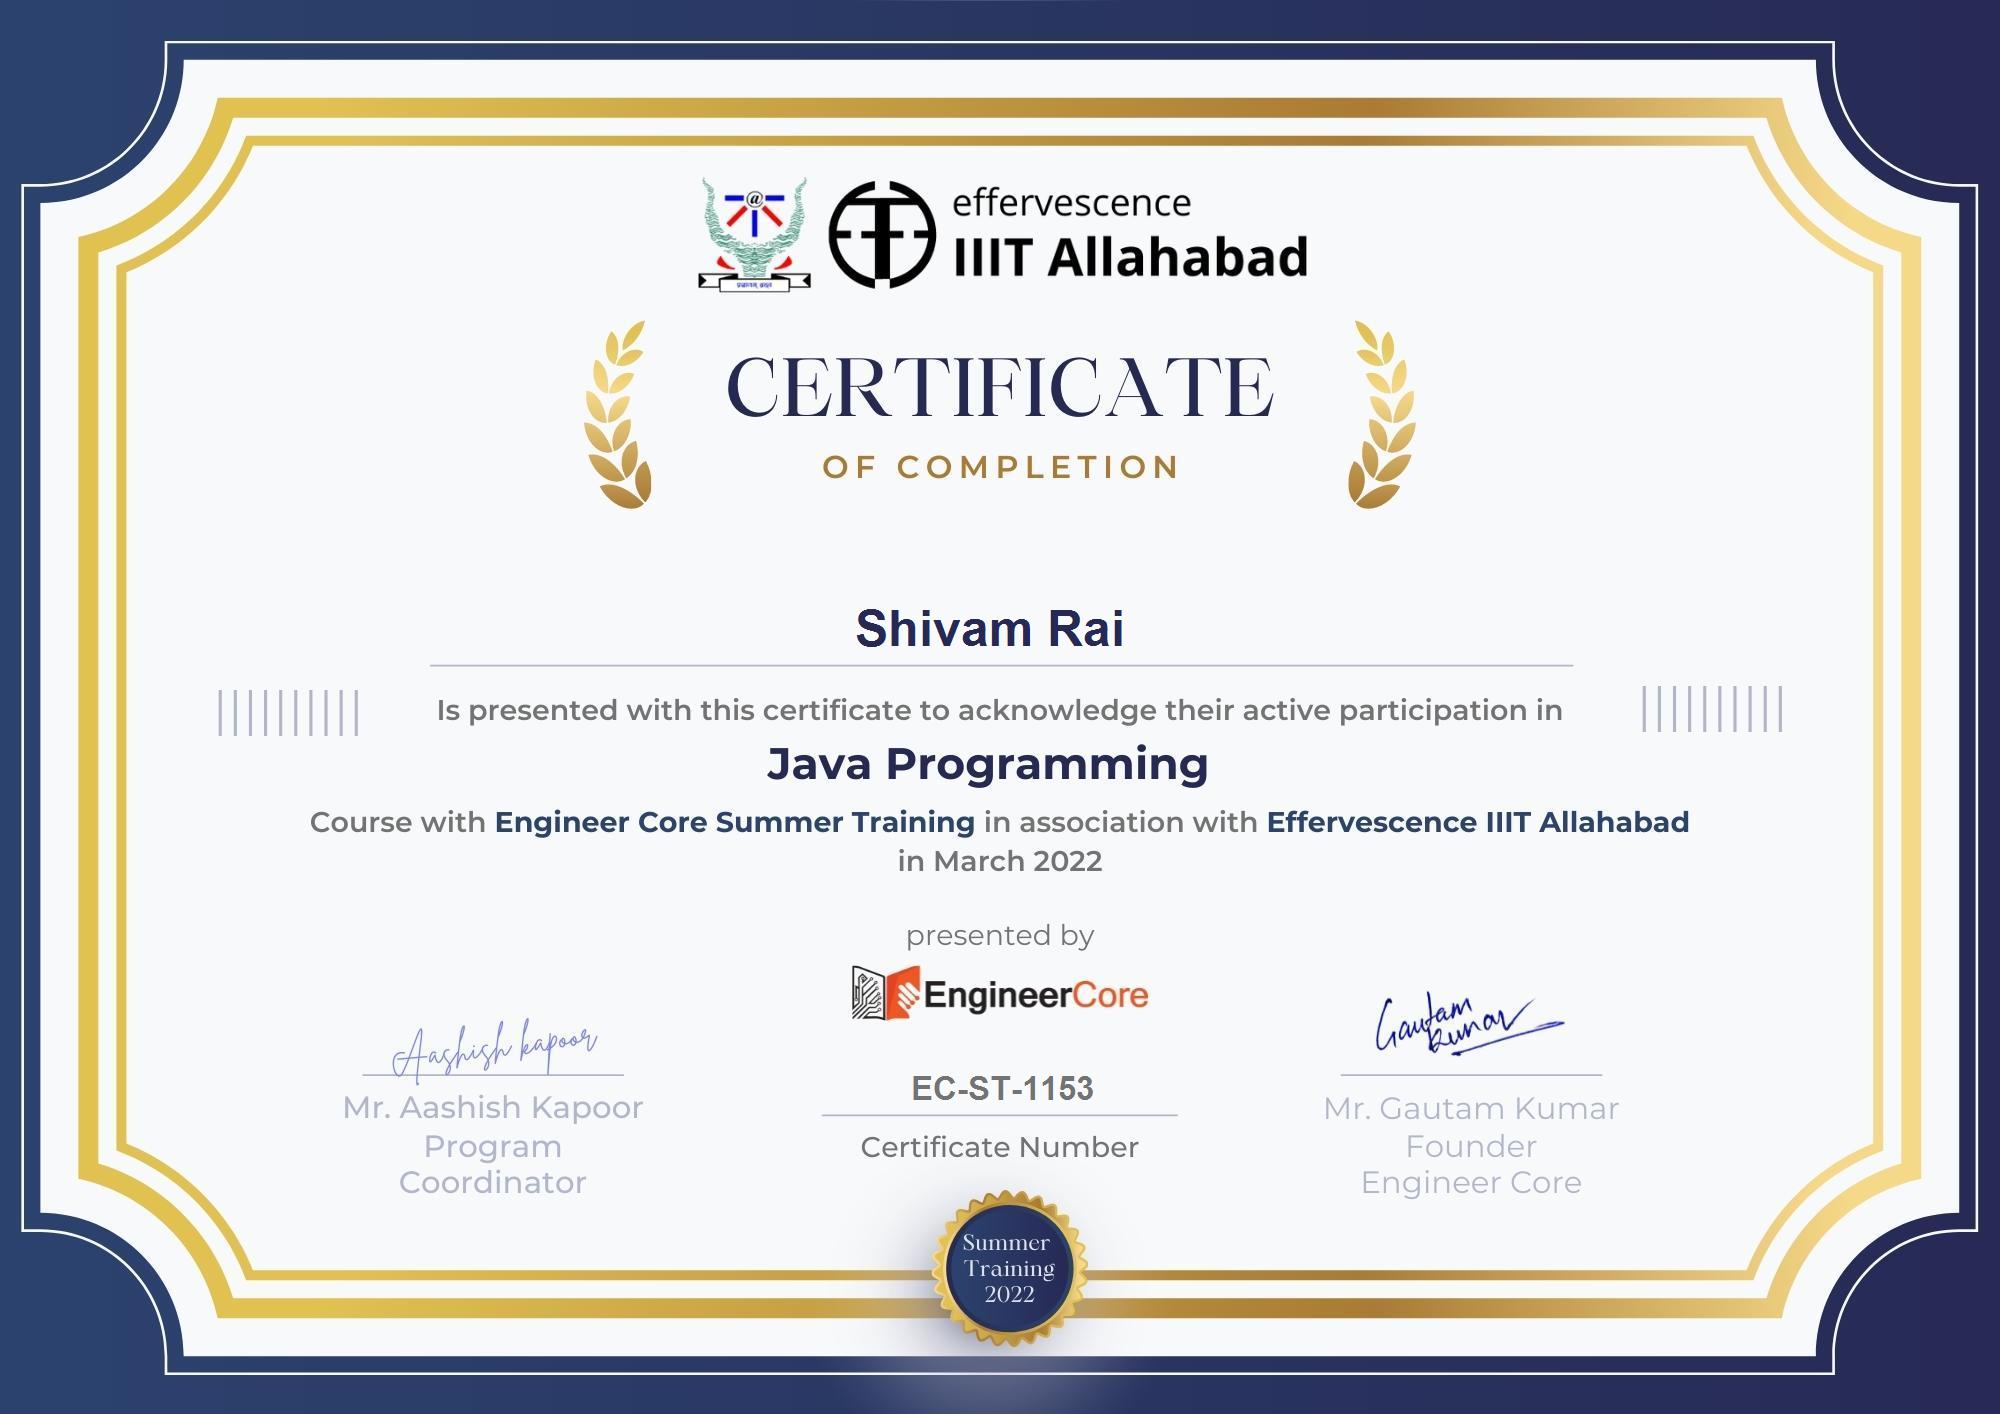 effervescence
IIIT Allahabad
CERTIFICATE
OF COMPLETION
Shivam Rai
Is presented with this certificate to acknowledge their active participation in
Java Programming
Course with Engineer Core Summer Training in association with Effervescence IIIT Allahabad
in March 2022
presented by
EngineerCore
Aashish kapoor
Mr. Aashish Kapoor
Program
Coordinator
EC-ST-1153
Certificate Number
Gautam
Kumar
Mr. Gautam Kumar
Founder
Engineer Core
Summer
Training
2022